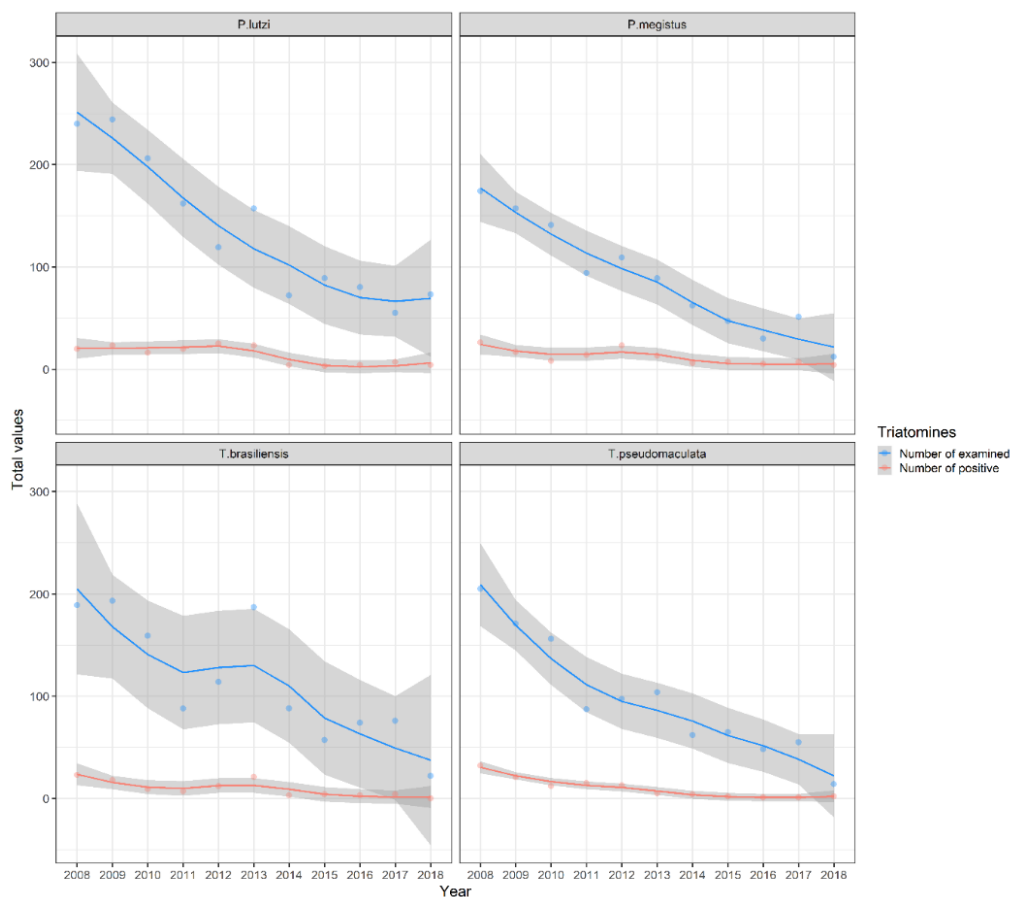 P.lutzi
P.megistus
300
200
100
0
T.brasiliensis
T.pseudomaculata
300
200
100
0
Total values
2008 2009 2010 2011 2012 2013 2014 2015 2016 2017 2018
2008 2009 2010 2011 2012 2013 2014 2015 2016 2017 2018
Year
Triatomines
Number of examined
Number of positive